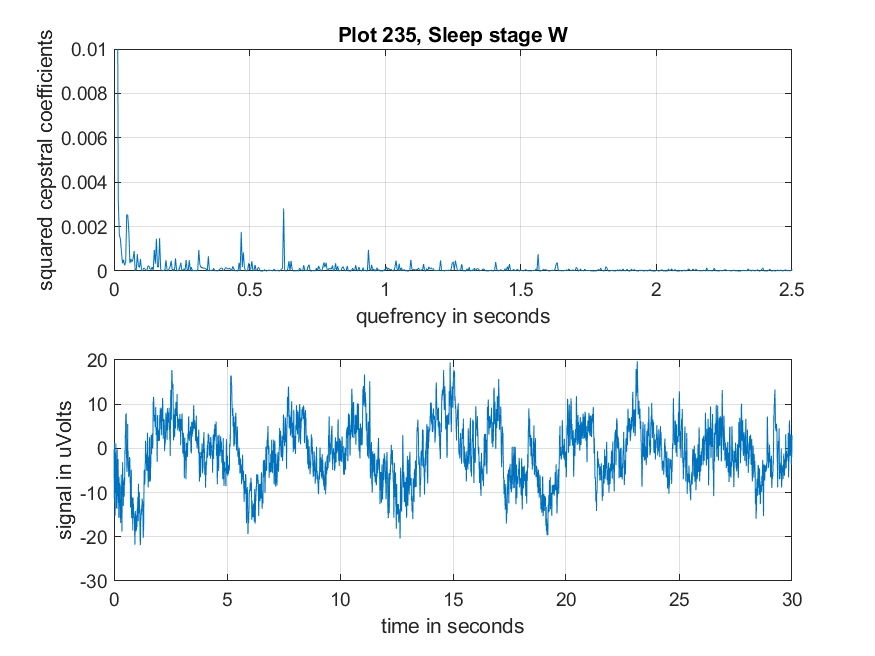 Plot 235, Sleep stage W
squared cepstral coefficients
0.01
0.008
0.006
0.004
0.002
0
0 0.5 1 1.5 2 2.5
quefrency in seconds
signal in uVolts
20
10
0
-10
-20
-30
0 5 10 15 20 25 30
time in seconds